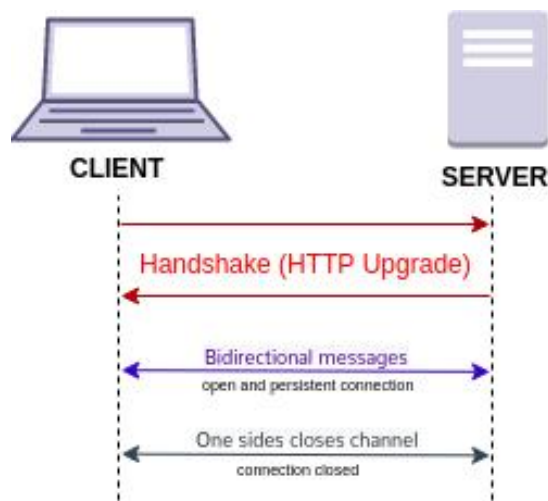 CLIENT
SERVER
Handshake (HTTP Upgrade)
Bidirectional messages
open and persistent connection
One sides closes channel
connection closed